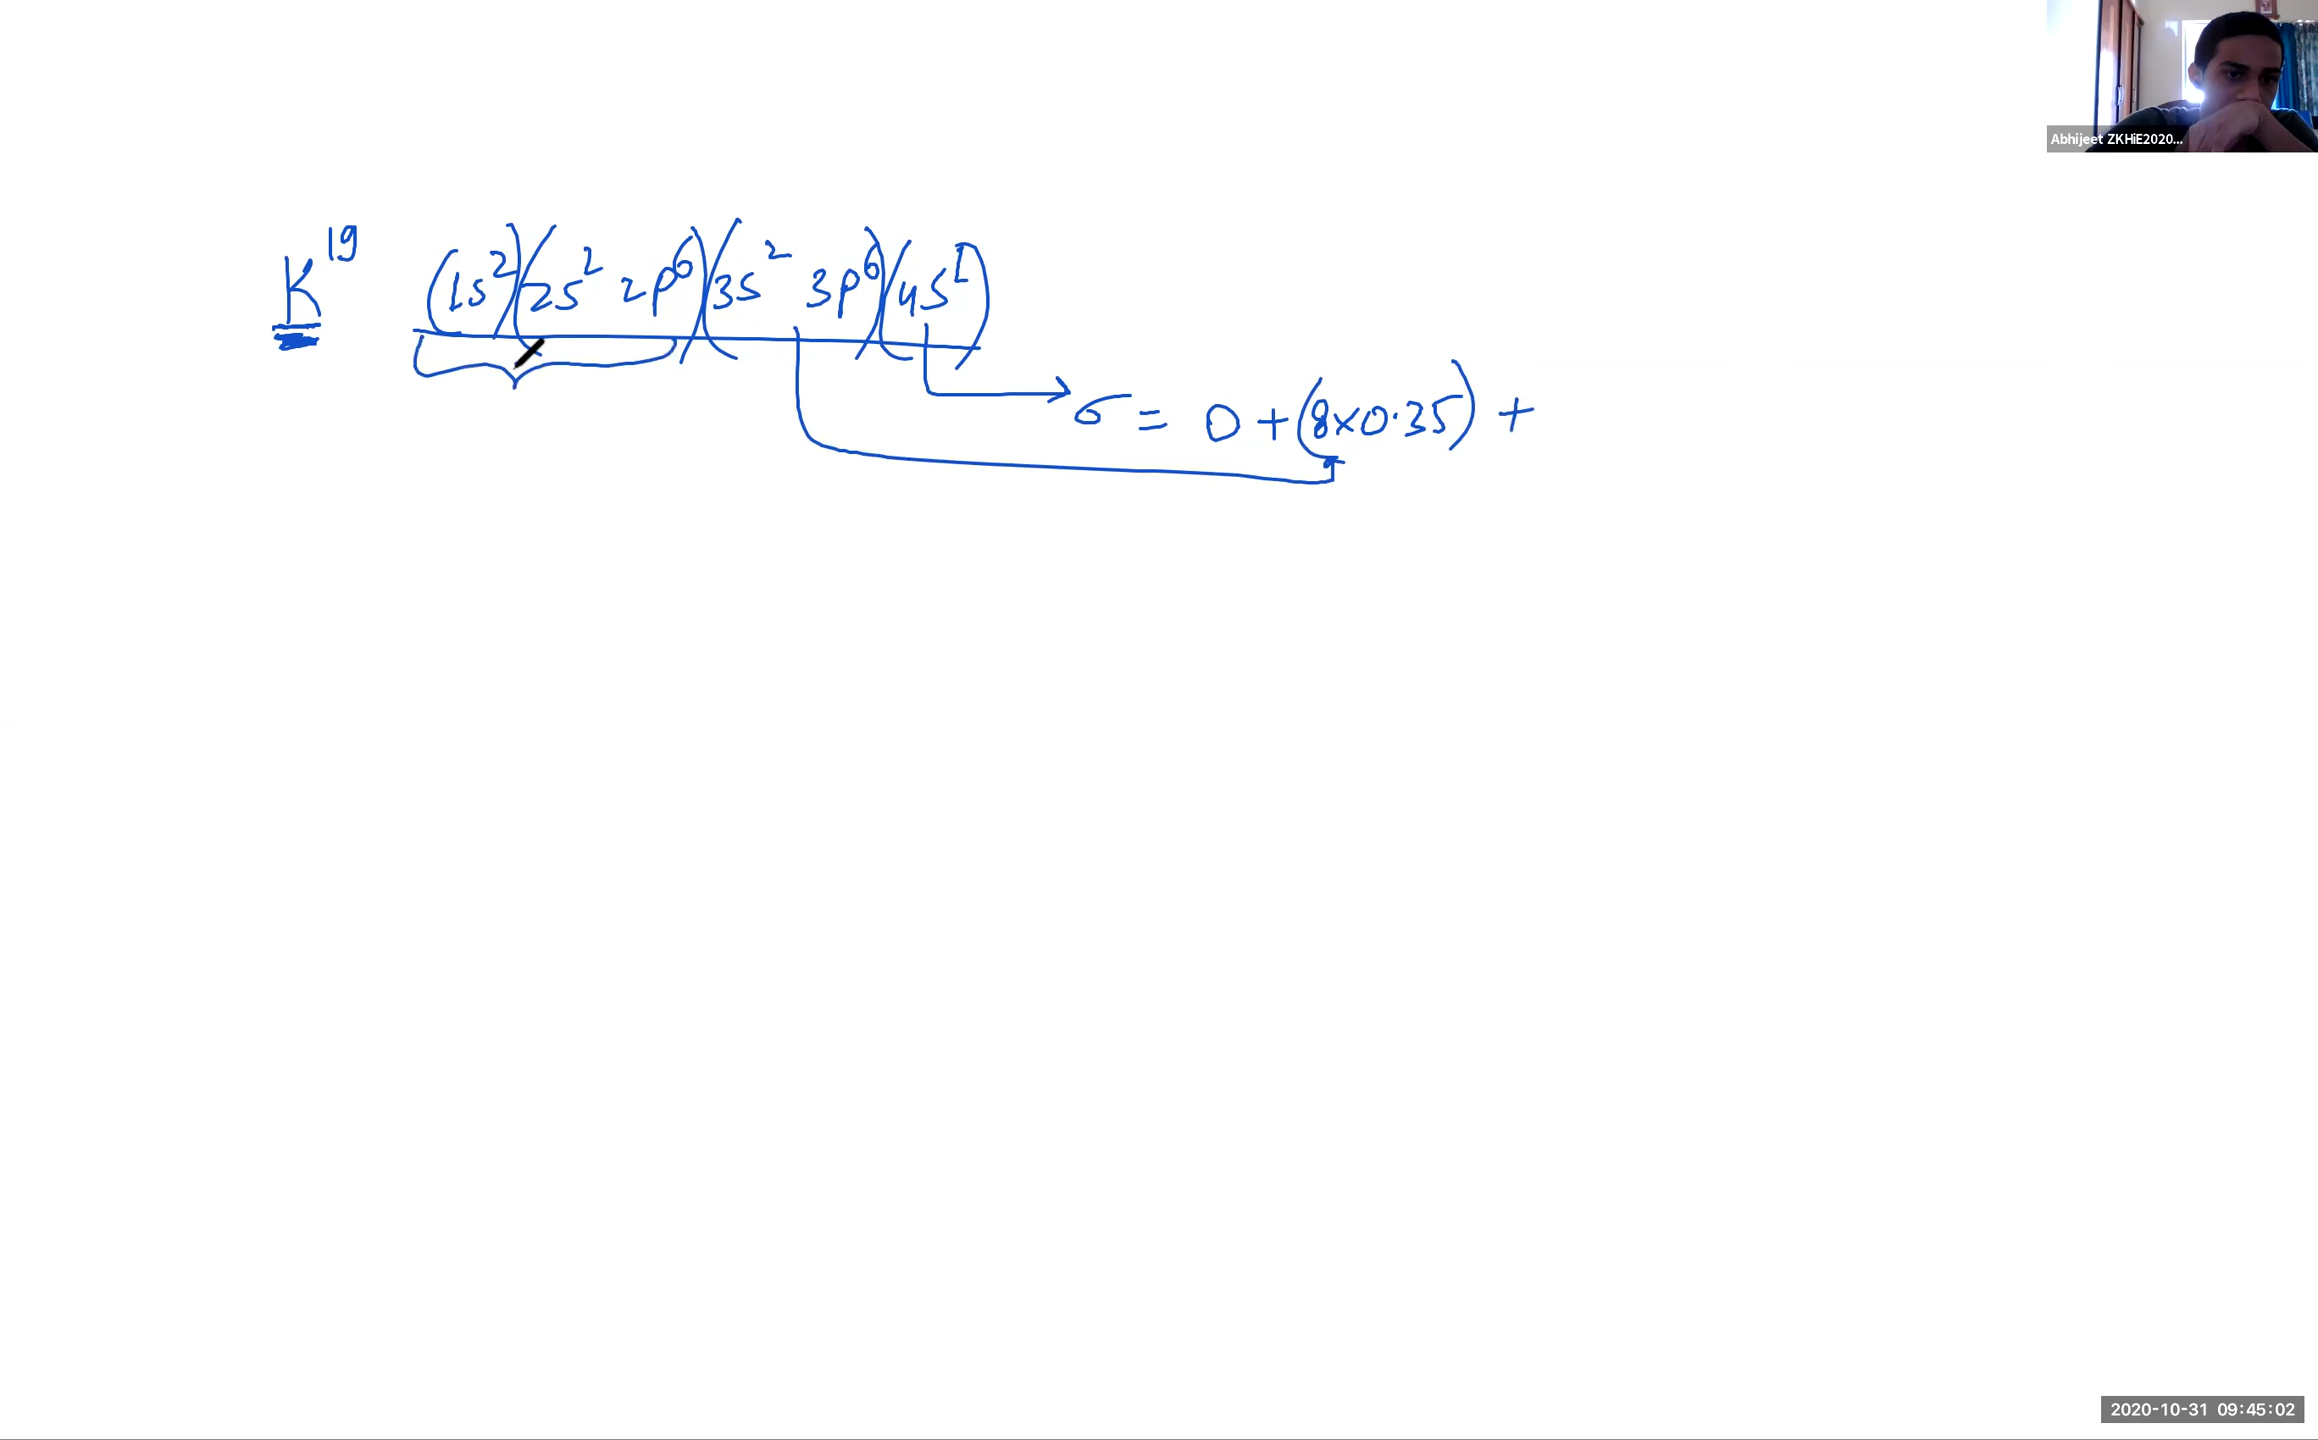 Abhijeet ZKHiE2020...
K¹⁹ (1s²)(2s² 2p⁶)(3s² 3p⁶)(4s¹)
σ = 0 + (8×0.35) +
2020-10-31 09:45:02